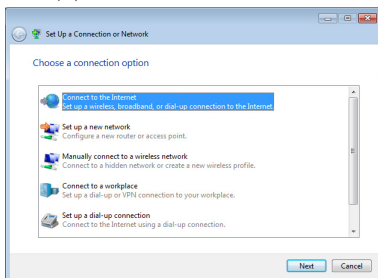 Set Up a Connection or Network
Choose a connection option
Connect to the Internet
Set up a wireless, broadband, or dial-up connection to the Internet.
Set up a new network
Configure a new router or access point.
Manually connect to a wireless network
Connect to a hidden network or create a new wireless profile.
Connect to a workplace
Set up a dial-up or VPN connection to your workplace.
Set up a dial-up connection
Connect to the Internet using a dial-up connection.
Next
Cancel